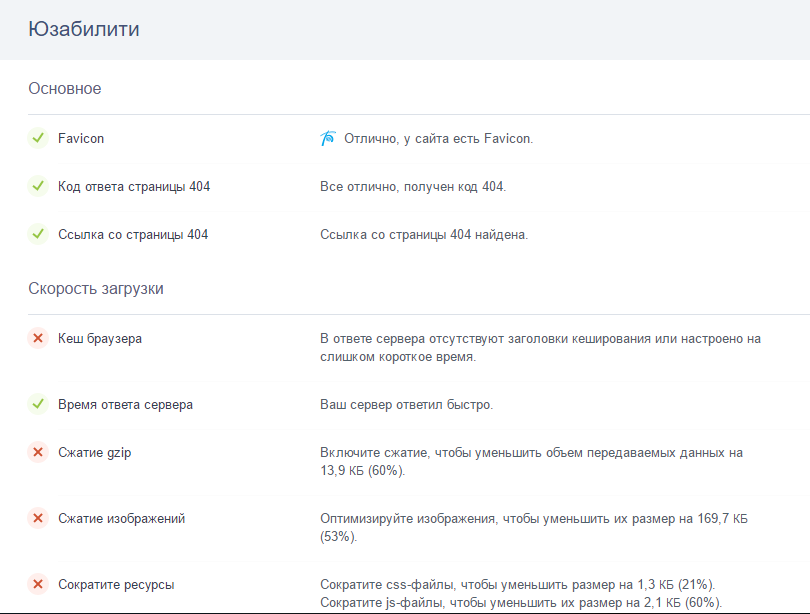 Юзабилити
Основное
Favicon
Отлично, у сайта есть Favicon.
Код ответа страницы 404
Все отлично, получен код 404.
Ссылка со страницы 404
Ссылка со страницы 404 найдена.
Скорость загрузки
Кеш браузера
В ответе сервера отсутствуют заголовки кеширования или настроено на
слишком короткое время.
Время ответа сервера
Ваш сервер ответил быстро.
Сжатие gzip
Включите сжатие, чтобы уменьшить объем передаваемых данных на
13,9 КБ (60%).
Сжатие изображений
Оптимизируйте изображения, чтобы уменьшить их размер на 169,7 КБ
(53%).
Сократите ресурсы
Сократите css-файлы, чтобы уменьшить размер на 1,3 КБ (21%).
Сократите js-файлы, чтобы уменьшить их размер на 2,1 КБ (60%).